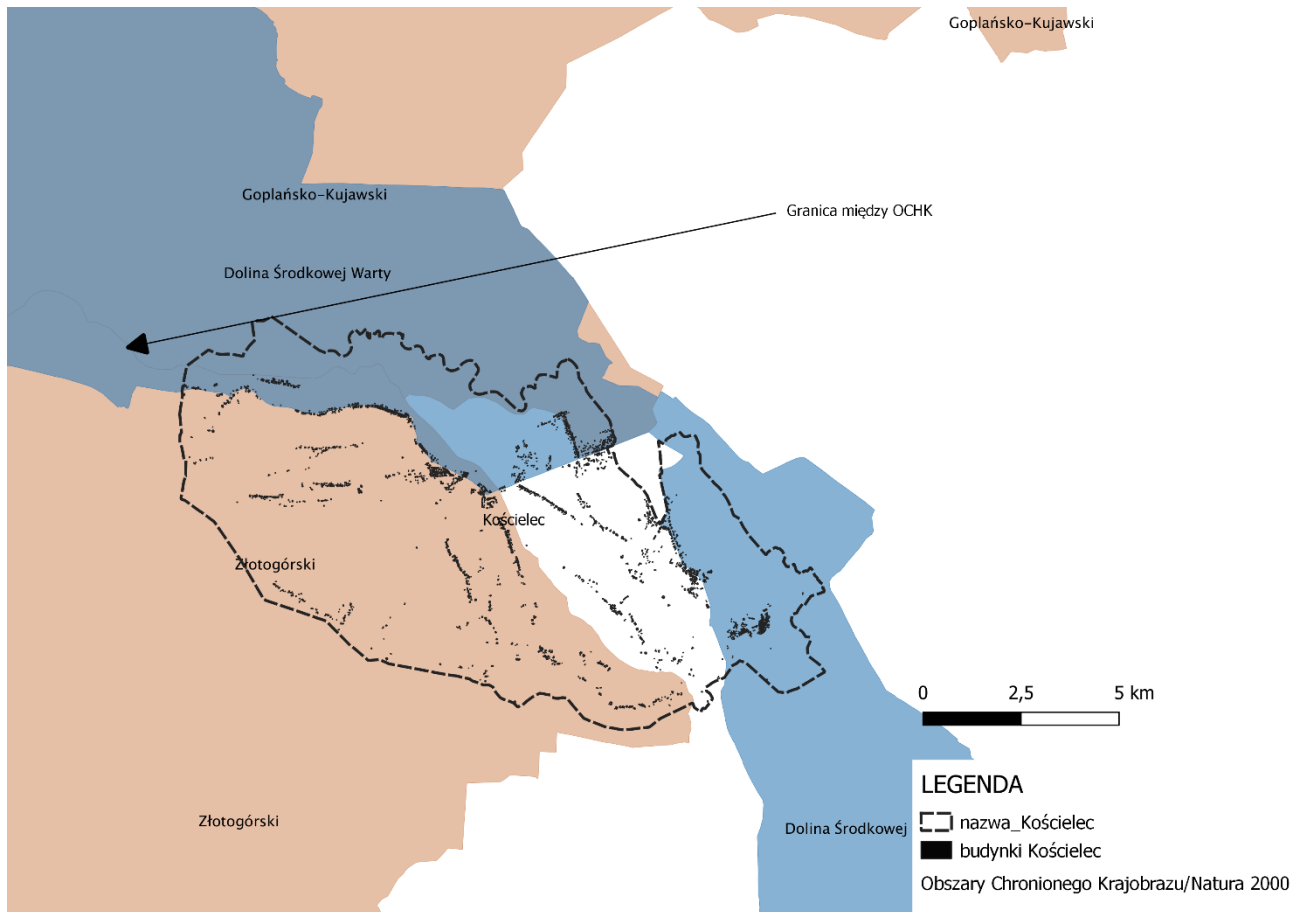 Goplańsko-Kujawski
Goplańsko-Kujawski
Granica między OCHK
Dolina Środkowej Warty
Kościelec
Złotogórski
0 2,5 5 km
LEGENDA
nazwa_Kościelec
budynki Kościelec
Obszary Chronionego Krajobrazu/Natura 2000
Złotogórski
Dolina Środkowej